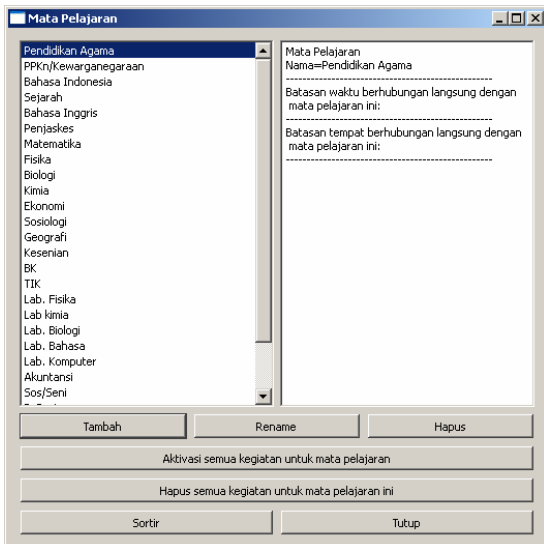 Mata Pelajaran
Pendidikan Agama
PPKn/Kewarganegaraan
Bahasa Indonesia
Sejarah
Bahasa Inggris
Penjaskes
Matematika
Fisika
Biologi
Kimia
Ekonomi
Sosiologi
Geografi
Kesenian
BK
TIK
Lab. Fisika
Lab kimia
Lab. Biologi
Lab. Bahasa
Lab. Komputer
Akuntansi
Sos/Seni
Mata Pelajaran
Nama=Pendidikan Agama
------------------------------------------------
Batasan waktu berhubungan langsung dengan
mata pelajaran ini:
------------------------------------------------
Batasan tempat berhubungan langsung dengan
mata pelajaran ini:
------------------------------------------------
Tambah
Rename
Hapus
Aktivasi semua kegiatan untuk mata pelajaran
Hapus semua kegiatan untuk mata pelajaran ini
Sortir
Tutup